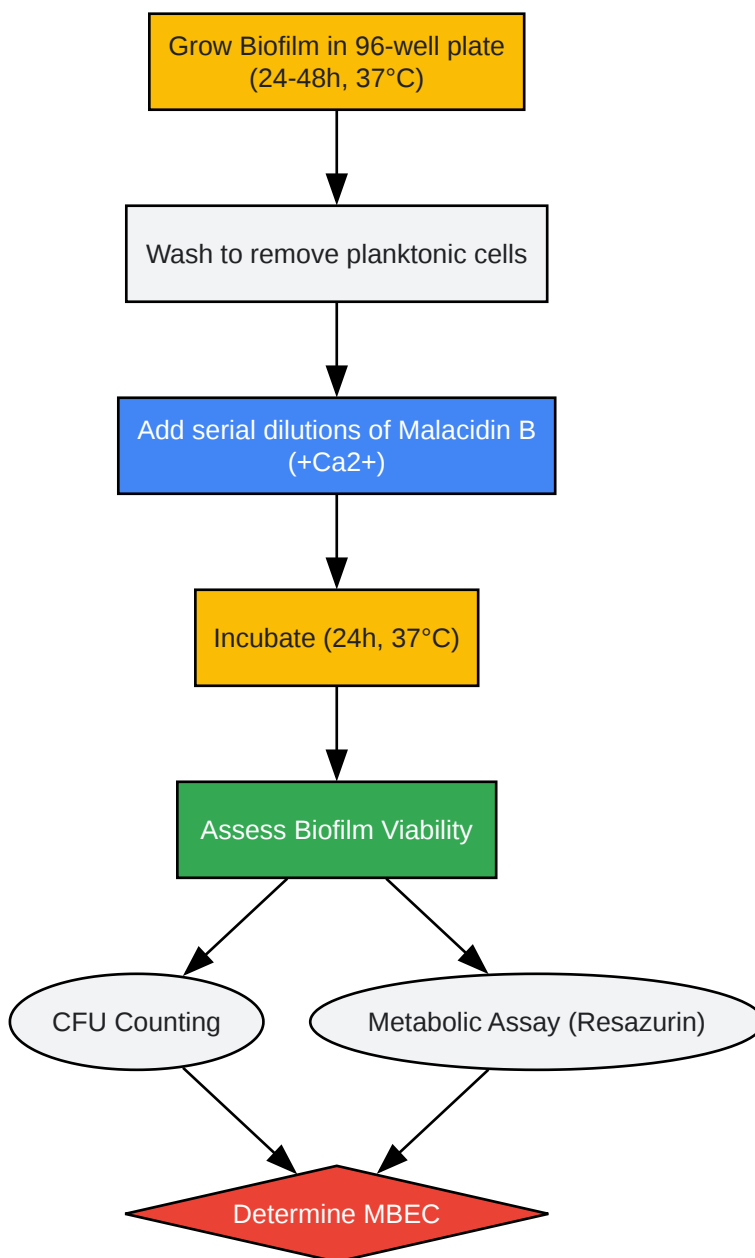 Grow Biofilm in 96-well plate
(24-48h, 37°C)
Wash to remove planktonic cells
Add serial dilutions of Malacidin B
(+Ca2+)
Incubate (24h, 37°C)
Assess Biofilm Viability
CFU Counting
Metabolic Assay (Resazurin)
Determine MBEC